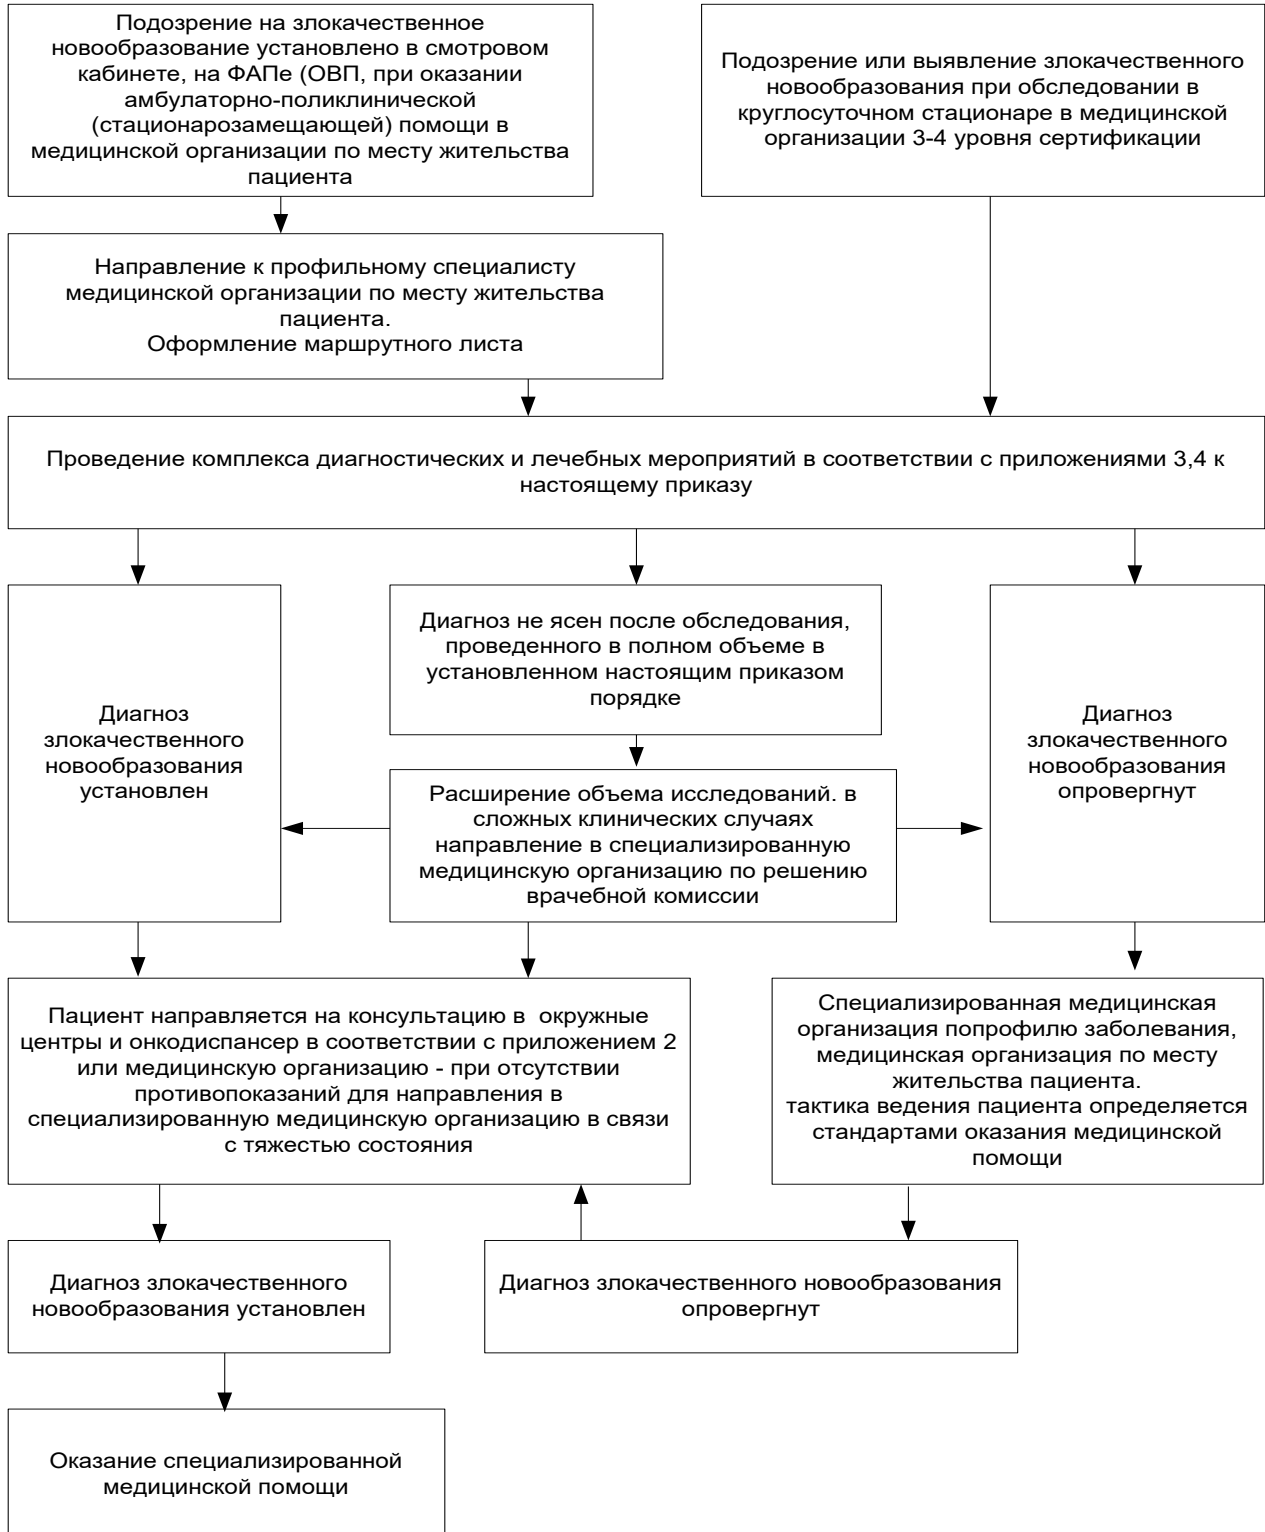 Подозрение на злокачественное
новообразование установлено в смотровом
кабинете, на ФАПе (ОВП, при оказании
амбулаторно-поликлинической
(стационарозамещающей) помощи в
медицинской организации по месту жительства
пациента
Подозрение или выявление злокачественного
новообразования при обследовании в
круглосуточном стационаре в медицинской
организации 3-4 уровня сертификации
Направление к профильному специалисту
медицинской организации по месту жительства
пациента.
Оформление маршрутного листа
Проведение комплекса диагностических и лечебных мероприятий в соответствии с приложениями 3,4 к
настоящему приказу
Диагноз
злокачественного
новообразования
установлен
Диагноз не ясен после обследования,
проведенного в полном объеме в
установленном настоящим приказом
порядке
Диагноз
злокачественного
новообразования
опровергнут
Расширение объема исследований. в
сложных клинических случаях
направление в специализированную
медицинскую организацию по решению
врачебной комиссии
Пациент направляется на консультацию в окружные
центры и онкодиспансер в соответствии с приложением 2
или медицинскую организацию - при отсутствии
противопоказаний для направления в
специализированную медицинскую организацию в связи
с тяжестью состояния
Специализированная медицинская
организация попрофилю заболевания,
медицинская организация по месту
жительства пациента.
тактика ведения пациента определяется
стандартами оказания медицинской
помощи
Диагноз злокачественного
новообразования установлен
Диагноз злокачественного новообразования
опровергнут
Оказание специализированной
медицинской помощи